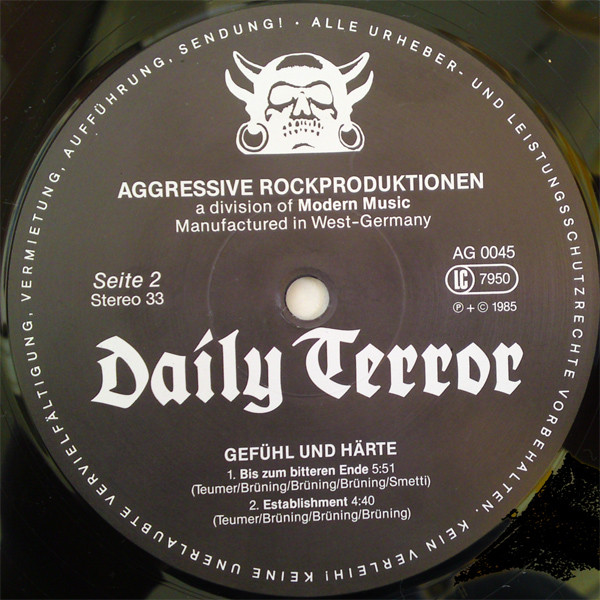 ALLE URHEBER- UND LEISTUNGSSCHUTZRECHTE VORBEHALTEN. KEIN VERLEIH! KEINE UNERLAUBTE VERVIELFÄLTIGUNG, VERMIETUNG, AUFFÜHRUNG, SENDUNG! ·
AGGRESSIVE ROCKPRODUKTIONEN
a division of Modern Music
Manufactured in West-Germany
Seite 2
Stereo 33
AG 0045
LC 7950
℗ + © 1985
Daily Terror
GEFÜHL UND HÄRTE
1. Bis zum bitteren Ende 5:51
(Teumer/Brüning/Brüning/Brüning/Smetti)
2. Establishment 4:40
(Teumer/Brüning/Brüning/Brüning)